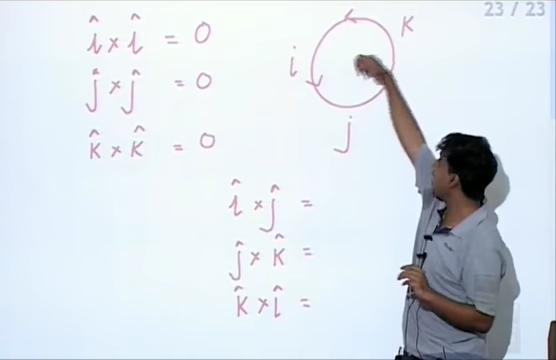 23 / 23
î × î = 0
ĵ × ĵ = 0
k̂ × k̂ = 0
k
i
j
î × ĵ =
ĵ × k̂ =
k̂ × î =